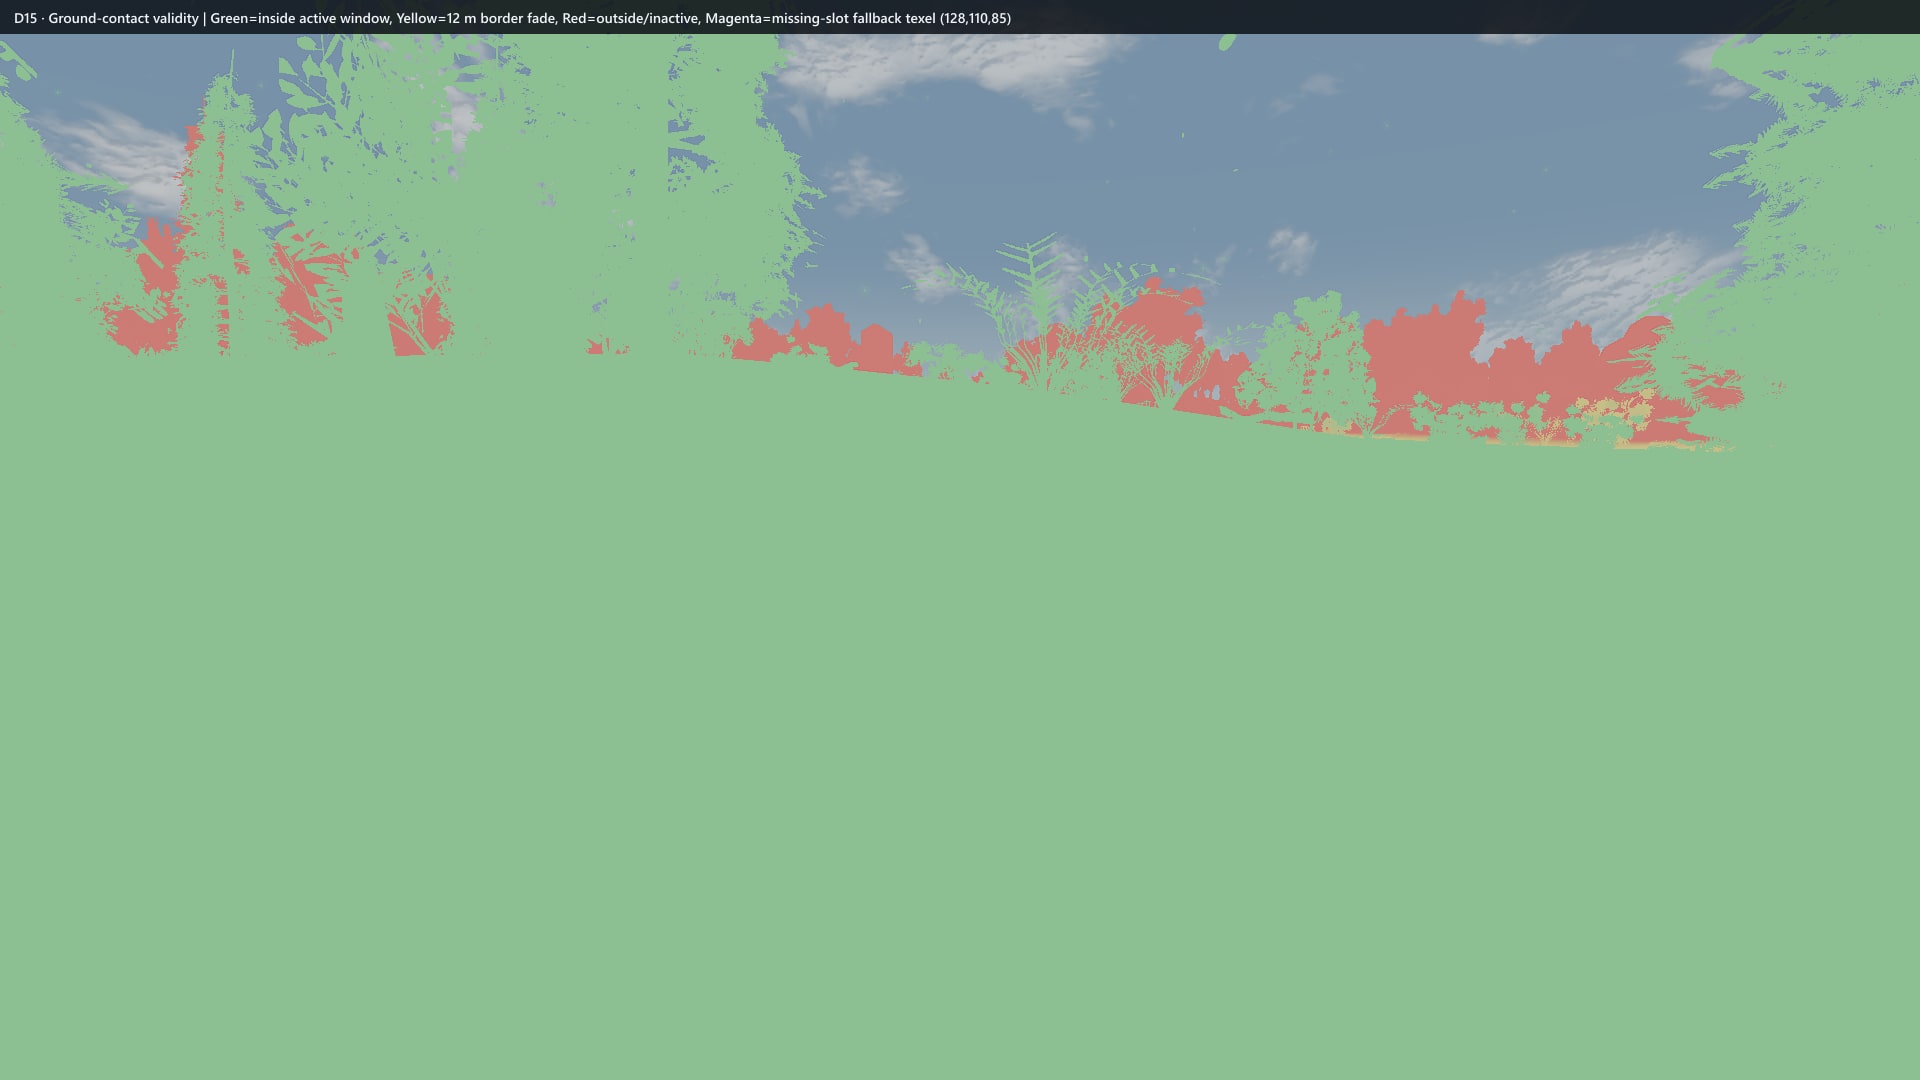 D15 · Ground-contact validity | Green=inside active window, Yellow=12 m border fade, Red=outside/inactive, Magenta=missing-slot fallback texel (128,110,85)